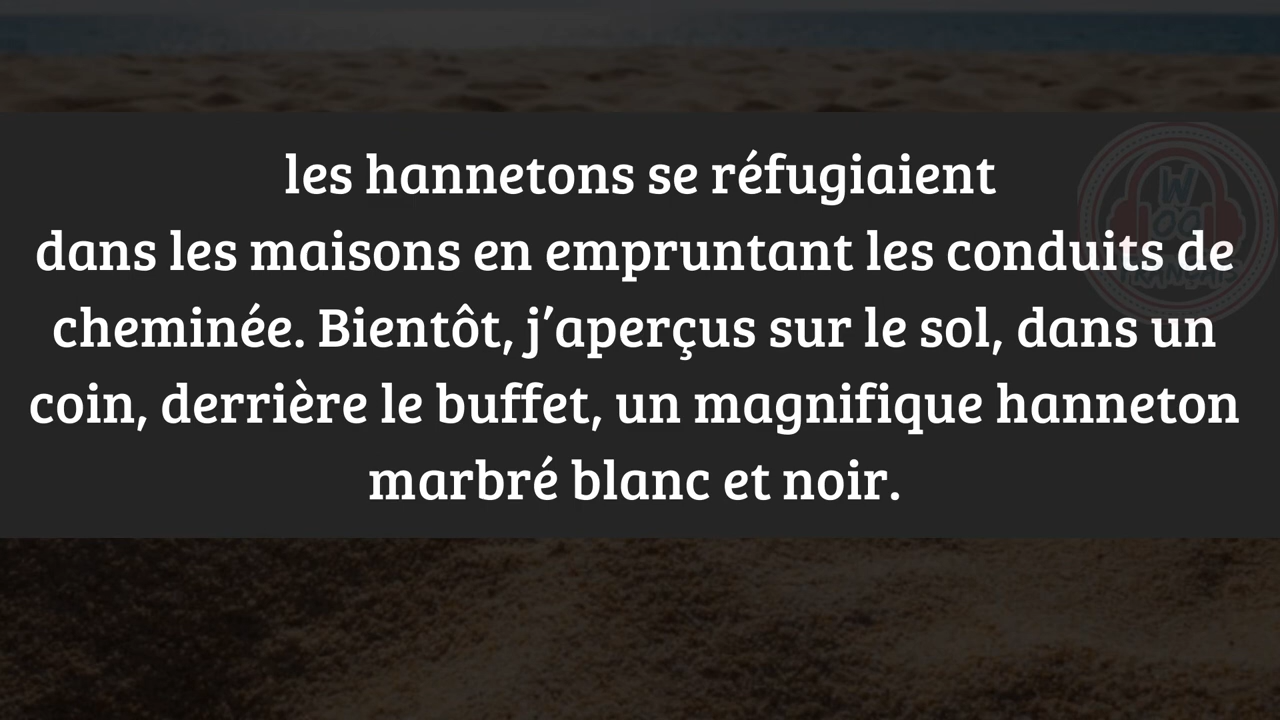 les hannetons se réfugiaient
dans les maisons en empruntant les conduits de
cheminée. Bientôt, j’aperçus sur le sol, dans un
coin, derrière le buffet, un magnifique hanneton
marbré blanc et noir.